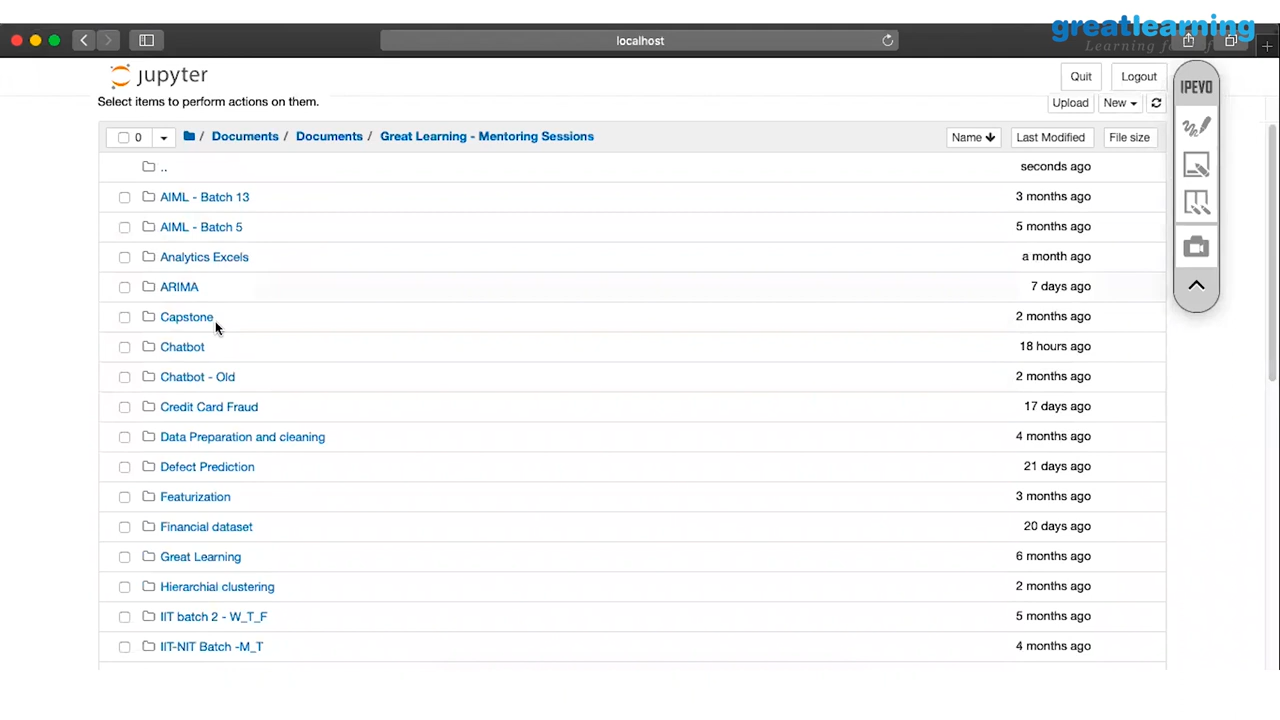 greatlearning
localhost
jupyter
Quit
Logout
Select items to perform actions on them.
Upload
New
0
/ Documents / Documents / Great Learning - Mentoring Sessions
Name
Last Modified
File size
.. seconds ago
AIML - Batch 13 3 months ago
AIML - Batch 5 5 months ago
Analytics Excels a month ago
ARIMA 7 days ago
Capstone 2 months ago
Chatbot 18 hours ago
Chatbot - Old 2 months ago
Credit Card Fraud 17 days ago
Data Preparation and cleaning 4 months ago
Defect Prediction 21 days ago
Featurization 3 months ago
Financial dataset 20 days ago
Great Learning 6 months ago
Hierarchial clustering 2 months ago
IIT batch 2 - W_T_F 5 months ago
IIT-NIT Batch -M_T 4 months ago
IPEVO
Learning for